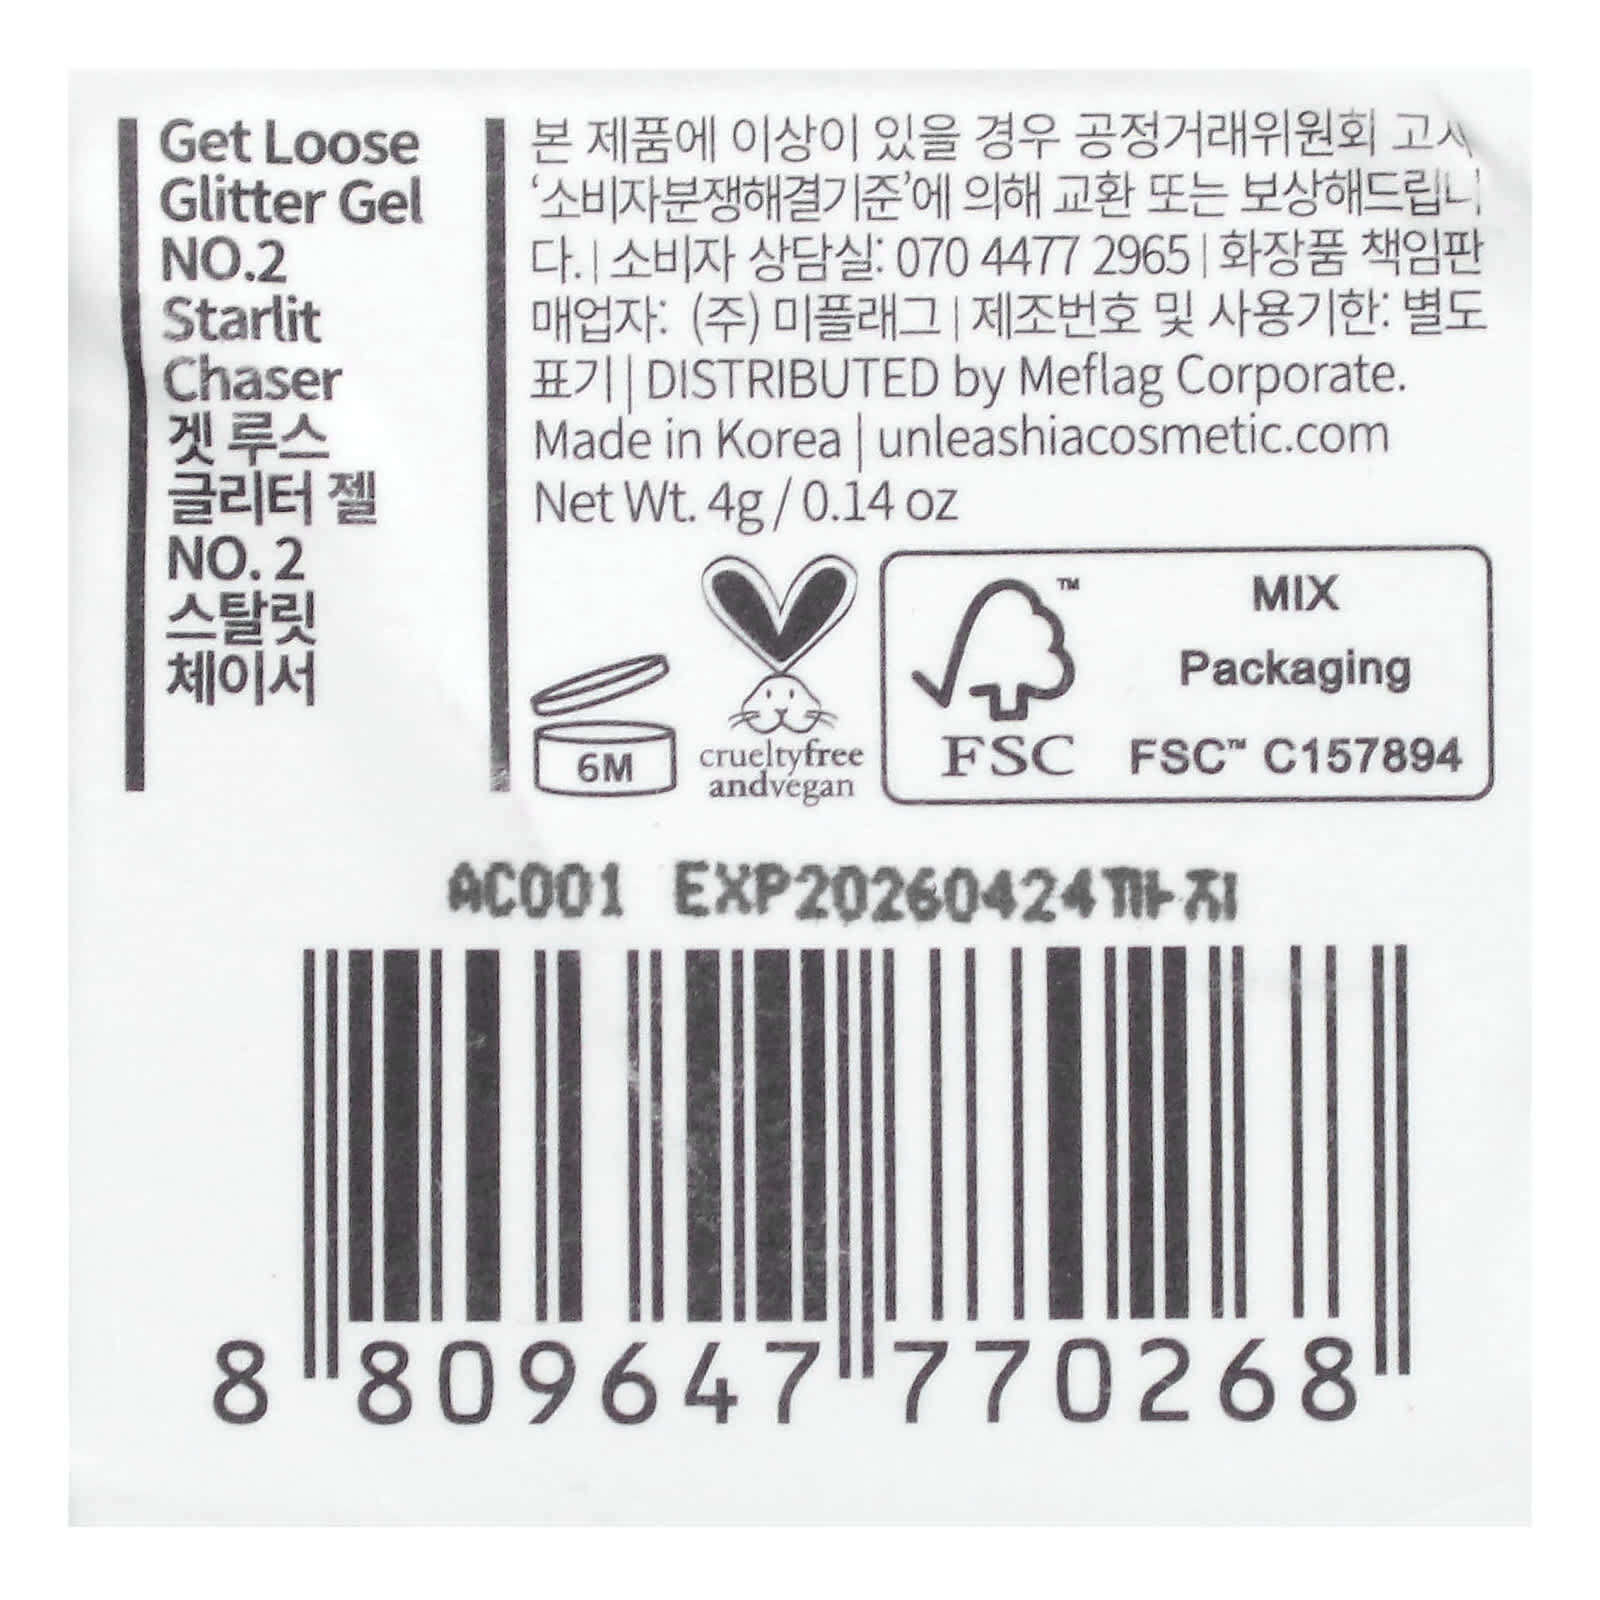 Get Loose
Glitter Gel
NO.2
Starlit
Chaser
겟 루스
글리터 젤
NO. 2
스탈릿
체이서
본 제품에 이상이 있을 경우 공정거래위원회 고시
‘소비자분쟁해결기준’에 의해 교환 또는 보상해드립니
다. | 소비자 상담실: 070 4477 2965 | 화장품 책임판
매업자: (주) 미플래그 | 제조번호 및 사용기한: 별도
표기 | DISTRIBUTED by Meflag Corporate.
Made in Korea | unleashiacosmetic.com
Net Wt. 4g / 0.14 oz
6M
crueltyfree
andvegan
TM
FSC
MIX
Packaging
FSC™ C157894
AC001 EXP20260424까지
8 809647 770268